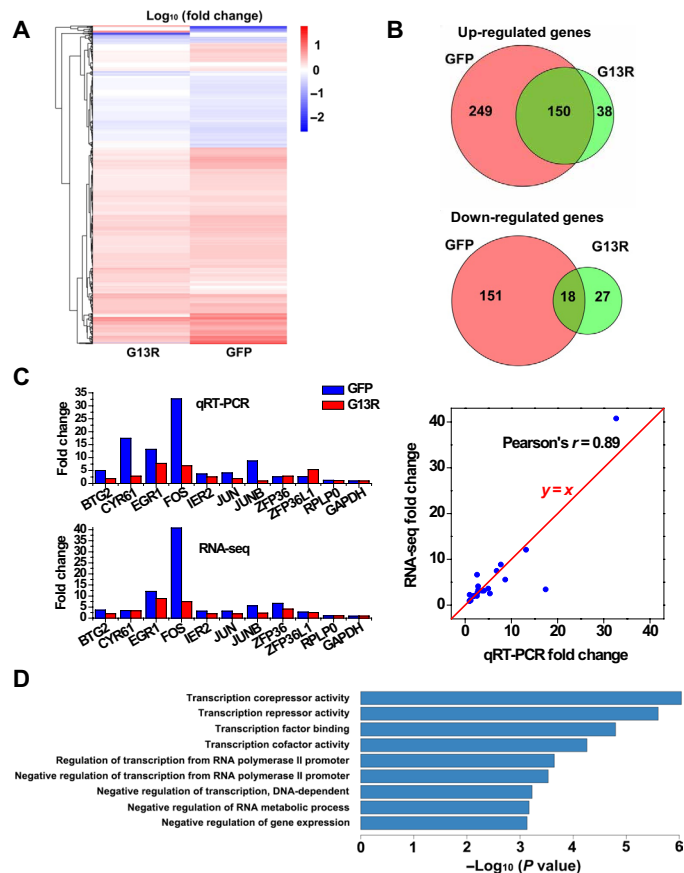 A
Log10 (fold change)
1
0
−1
−2
G13R
GFP
B
Up-regulated genes
GFP
G13R
249
150
38
Down-regulated genes
GFP
G13R
151
18
27
C
35
30
25
20
15
10
5
0
Fold change
qRT-PCR
GFP
G13R
BTG2
CYR61
EGR1
FOS
IER2
JUN
JUNB
ZFP36
ZFP36L1
RPLP0
GAPDH
40
35
30
25
20
15
10
5
0
Fold change
RNA-seq
BTG2
CYR61
EGR1
FOS
IER2
JUN
JUNB
ZFP36
ZFP36L1
RPLP0
GAPDH
40
30
20
10
0
RNA-seq fold change
Pearson's r = 0.89
y = x
0
10
20
30
40
qRT-PCR fold change
D
Transcription corepressor activity
Transcription repressor activity
Transcription factor binding
Transcription cofactor activity
Regulation of transcription from RNA polymerase II promoter
Negative regulation of transcription from RNA polymerase II promoter
Negative regulation of transcription, DNA-dependent
Negative regulation of RNA metabolic process
Negative regulation of gene expression
0
1
2
3
4
5
6
−Log10 (P value)